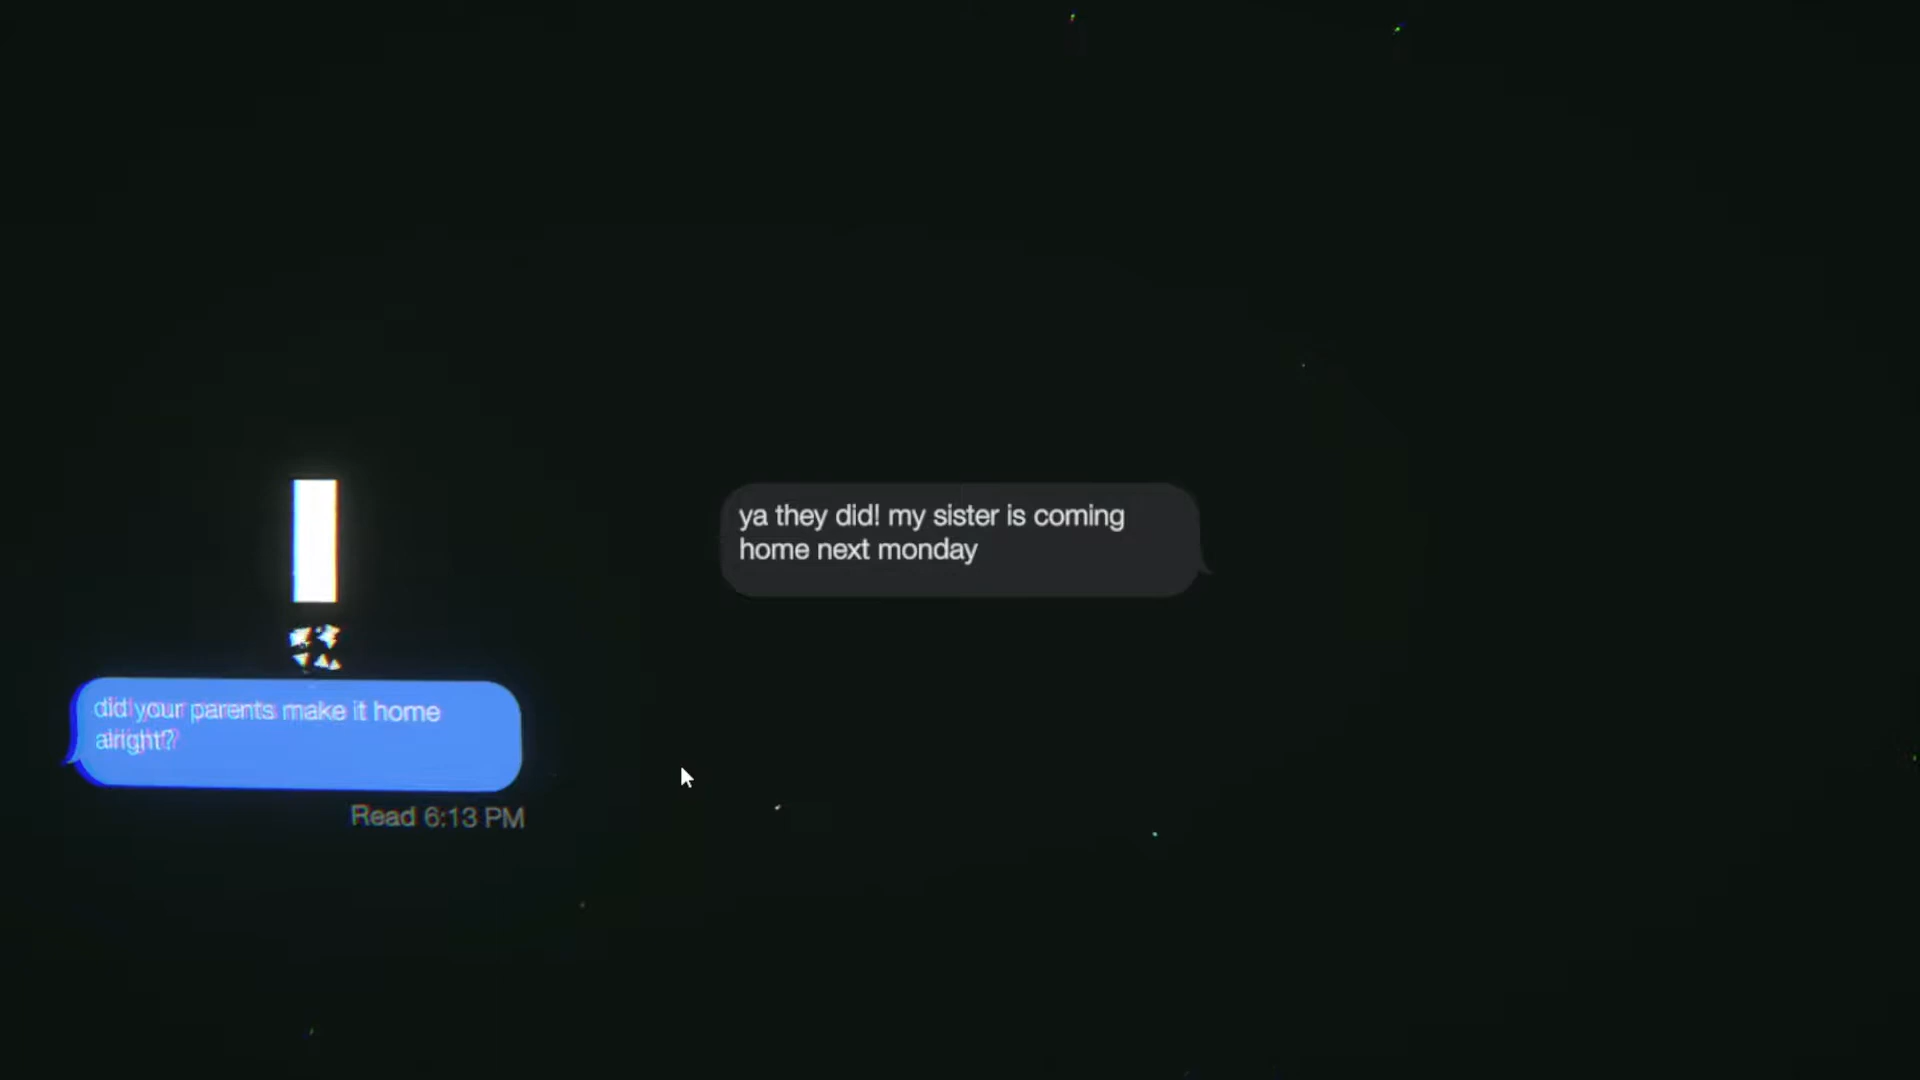 did your parents make it home
alright?
Read 6:13 PM
ya they did! my sister is coming
home next monday